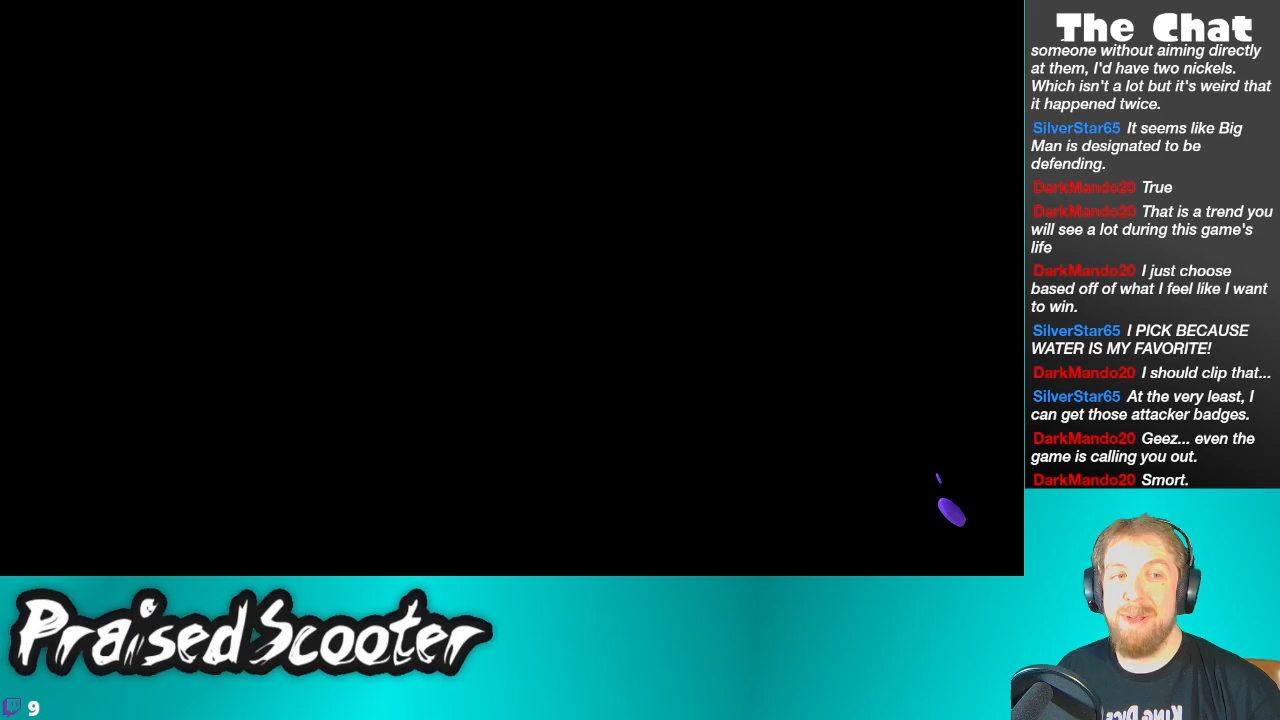 The Chat
someone without aiming directly
at them, I'd have two nickels.
Which isn't a lot but it's weird that
it happened twice.
SilverStar65 It seems like Big
Man is designated to be
defending.
DarkMando20 True
DarkMando20 That is a trend you
will see a lot during this game's
life
DarkMando20 I just choose
based off of what I feel like I want
to win.
SilverStar65 I PICK BECAUSE
WATER IS MY FAVORITE!
DarkMando20 I should clip that...
SilverStar65 At the very least, I
can get those attacker badges.
DarkMando20 Geez... even the
game is calling you out.
DarkMando20 Smort.
PraisedScooter
9
KING DICE